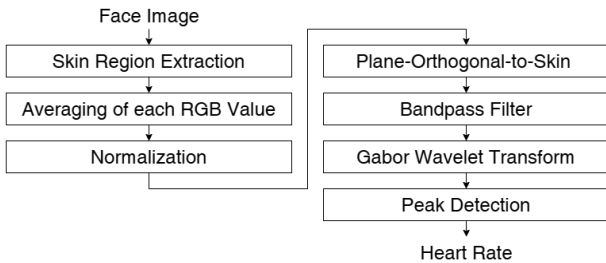 Face Image
Skin Region Extraction
Averaging of each RGB Value
Normalization
Plane-Orthogonal-to-Skin
Bandpass Filter
Gabor Wavelet Transform
Peak Detection
Heart Rate